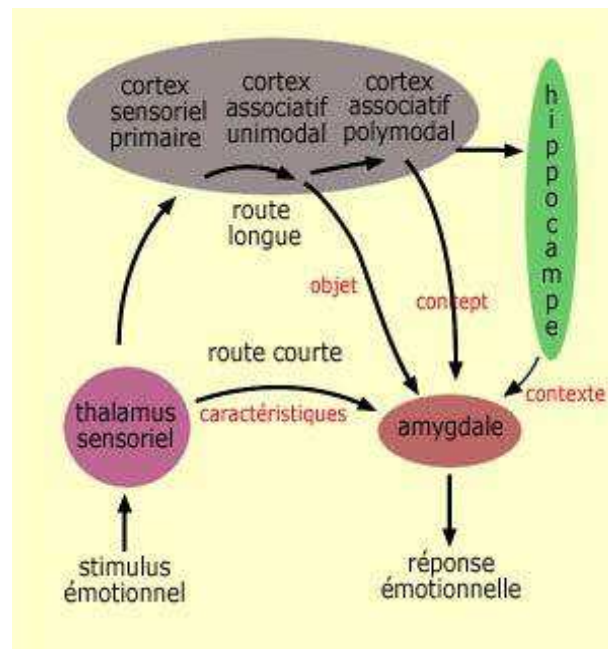 cortex
sensoriel
primaire
cortex
associatif
unimodal
cortex
associatif
polymodal
hippocampe
route
longue
objet
concept
route courte
caractéristiques
thalamus
sensoriel
amygdale
contexte
stimulus
émotionnel
réponse
émotionnelle